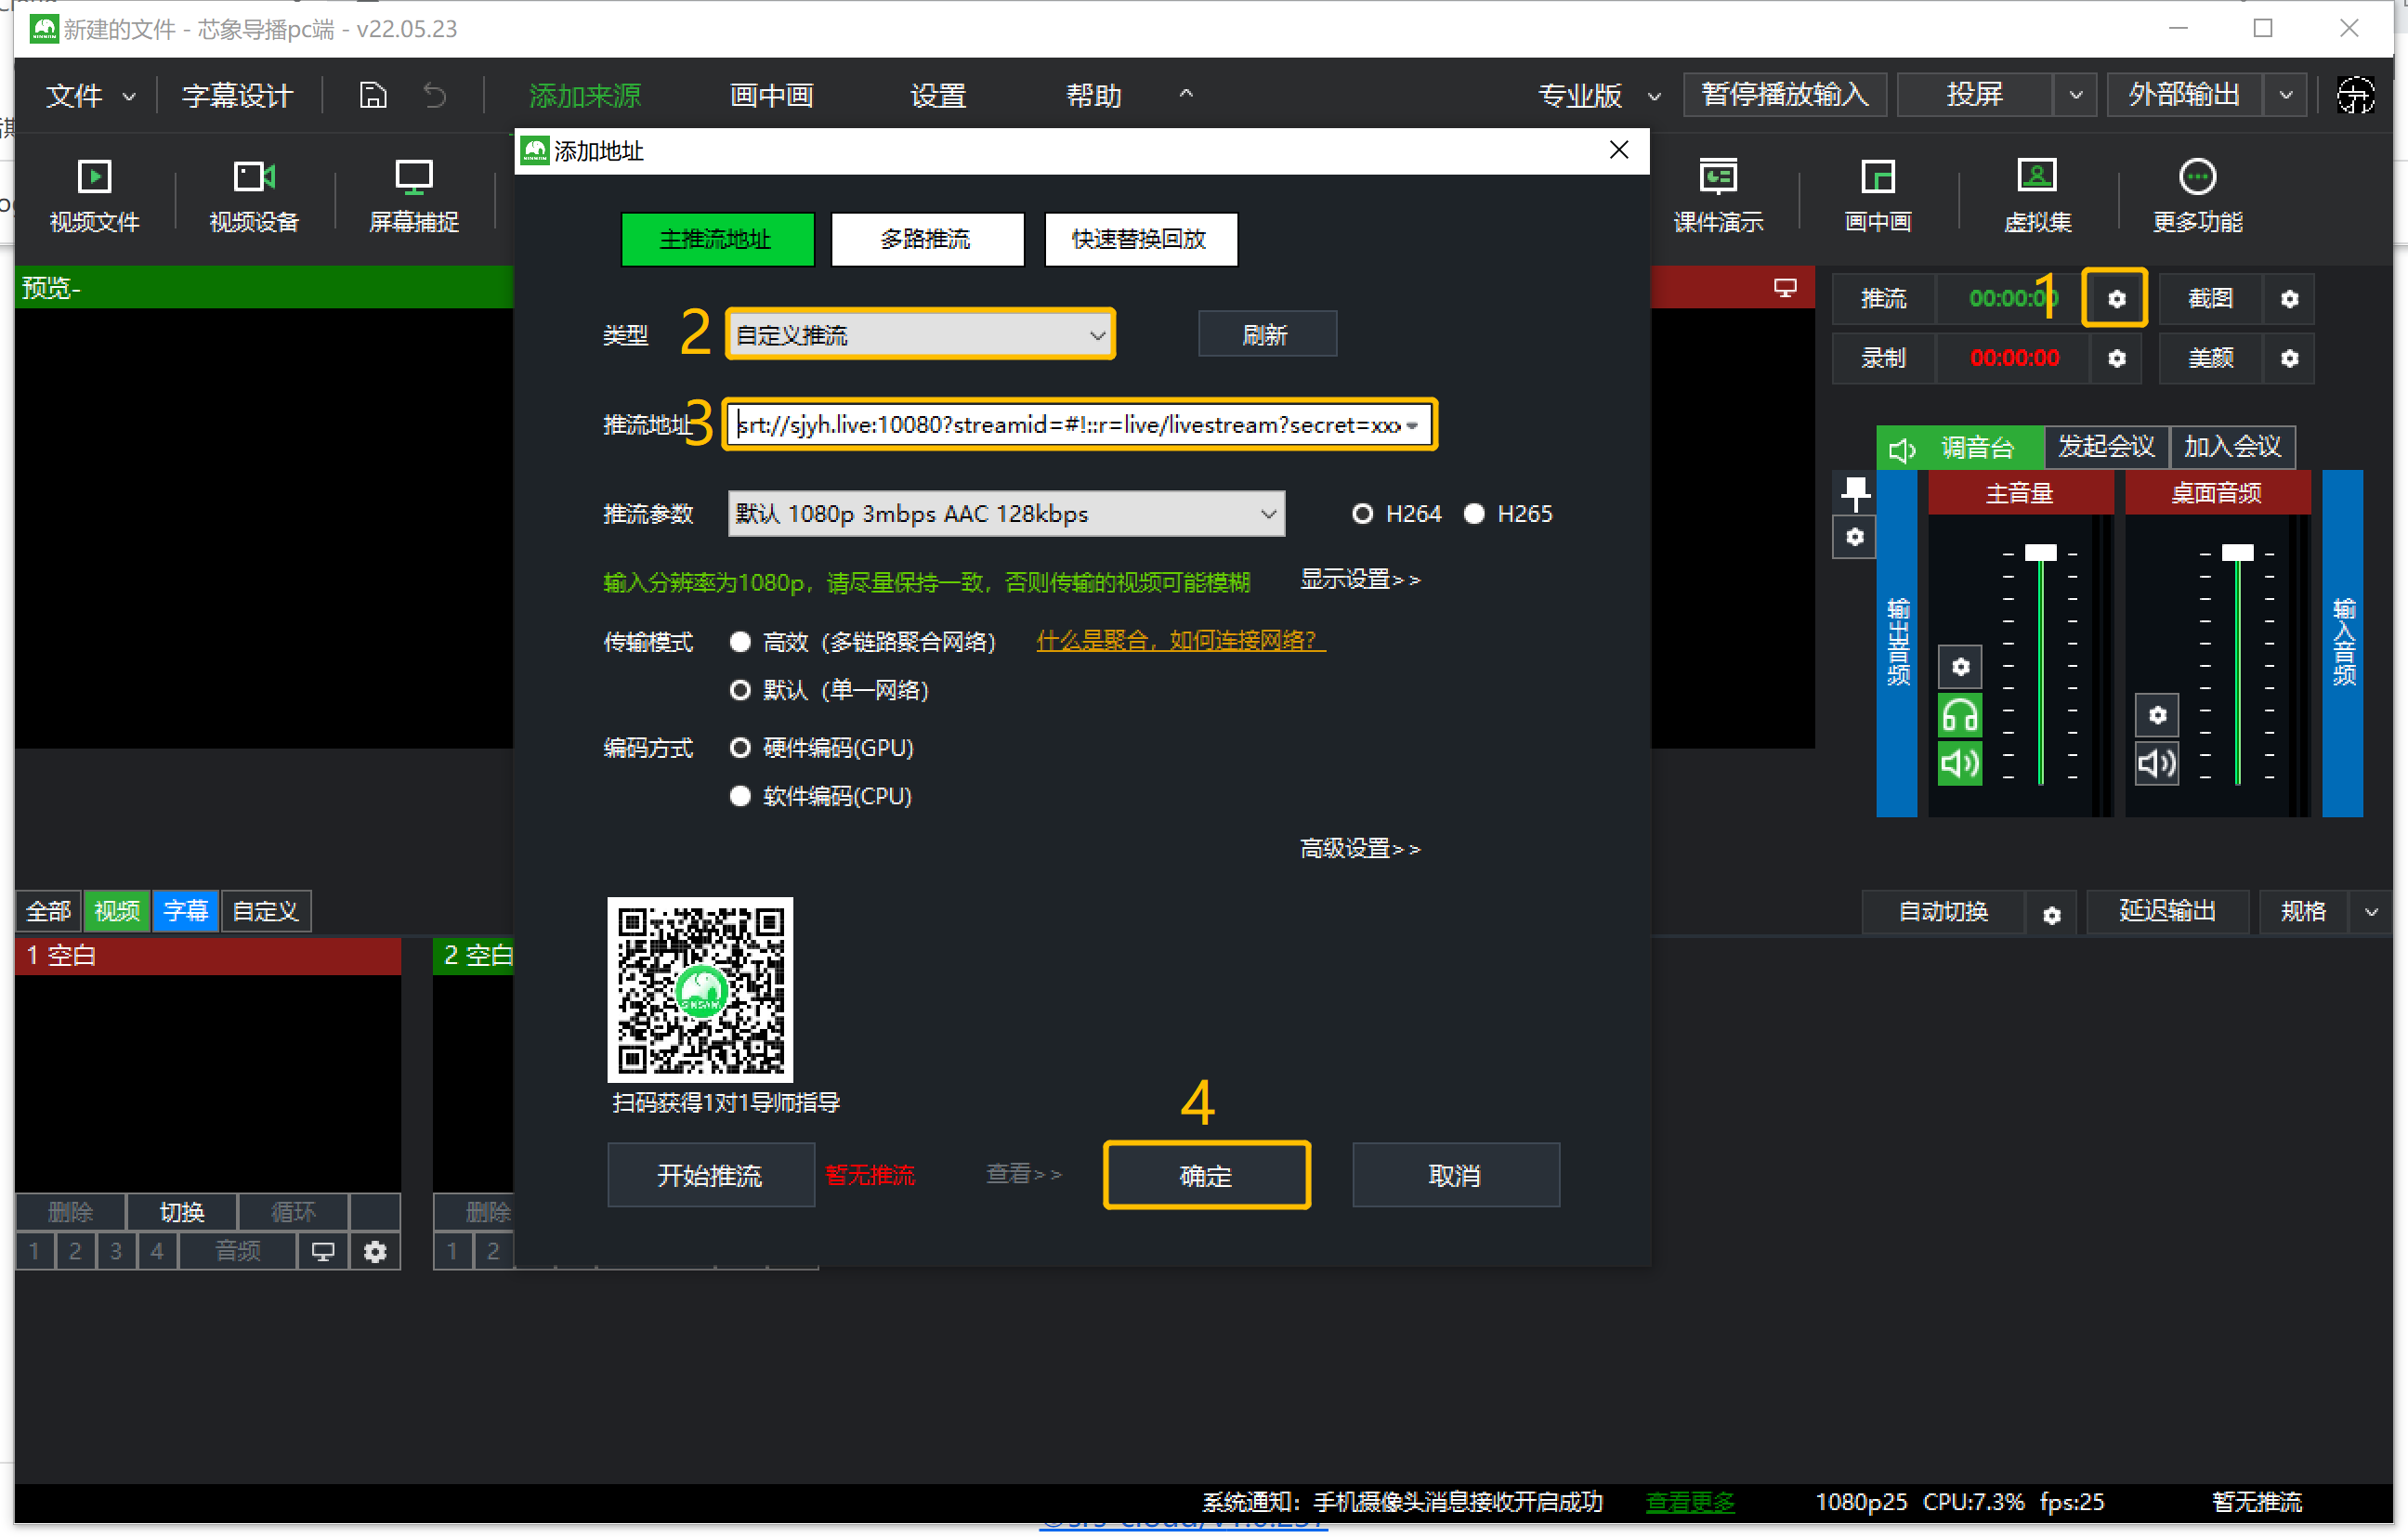 新建的文件 - 芯象导播pc端 - v22.05.23
文件 字幕设计 添加来源 画中画 设置 帮助 专业版 暂停播放输入 投屏 外部输出
视频文件 视频设备 屏幕捕捉 课件演示 画中画 虚拟集 更多功能
添加地址
主推流地址 多路推流 快速替换回放
预览-
推流 00:00:00 1 截图
录制 00:00:00 美颜
类型 2 自定义推流 刷新
推流地址 3 srt://sjyh.live:10080?streamid=#!::r=live/livestream?secret=xxx
调音台 发起会议 加入会议
主音量 桌面音频
输出音频
输入音频
推流参数 默认 1080p 3mbps AAC 128kbps H264 H265
输入分辨率为1080p，请尽量保持一致，否则传输的视频可能模糊 显示设置>>
传输模式 高效（多链路聚合网络） 什么是聚合，如何连接网络？
默认（单一网络）
编码方式 硬件编码(GPU)
软件编码(CPU)
高级设置>>
全部 视频 字幕 自定义 自动切换 延迟输出 规格
1 空白 2 空白
SINSAM
扫码获得1对1导师指导
4
开始推流 暂无推流 查看>> 确定 取消
删除 切换 循环 删除
1 2 3 4 音频 1 2
系统通知：手机摄像头消息接收开启成功 查看更多 1080p25 CPU:7.3% fps:25 暂无推流